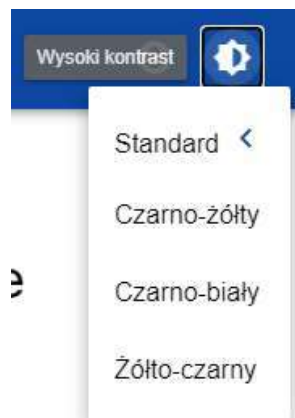 Wysoki kontrast
Standard
Czarno-żółty
e
Czarno-biały
Żółto-czarny